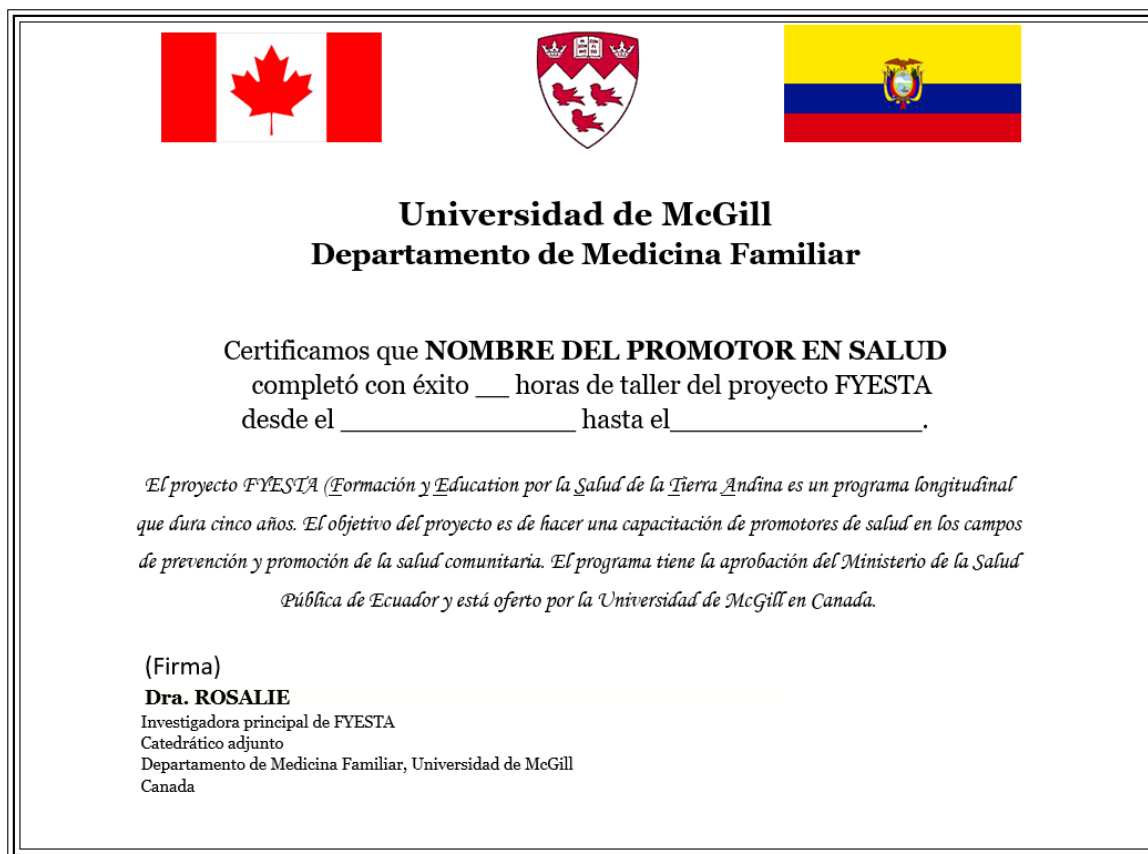 Universidad de McGill
Departamento de Medicina Familiar
Certificamos que NOMBRE DEL PROMOTOR EN SALUD
completó con éxito __ horas de taller del proyecto FYESTA
desde el ________________ hasta el_________________.
El proyecto FYESTA (Formación y Education por la Salud de la Tierra Andina es un programa longitudinal
que dura cinco años. El objetivo del proyecto es de hacer una capacitación de promotores de salud en los campos
de prevención y promoción de la salud comunitaria. El programa tiene la aprobación del Ministerio de la Salud
Pública de Ecuador y está oferto por la Universidad de McGill en Canada.
(Firma)
Dra. ROSALIE
Investigadora principal de FYESTA
Catedrático adjunto
Departamento de Medicina Familiar, Universidad de McGill
Canada